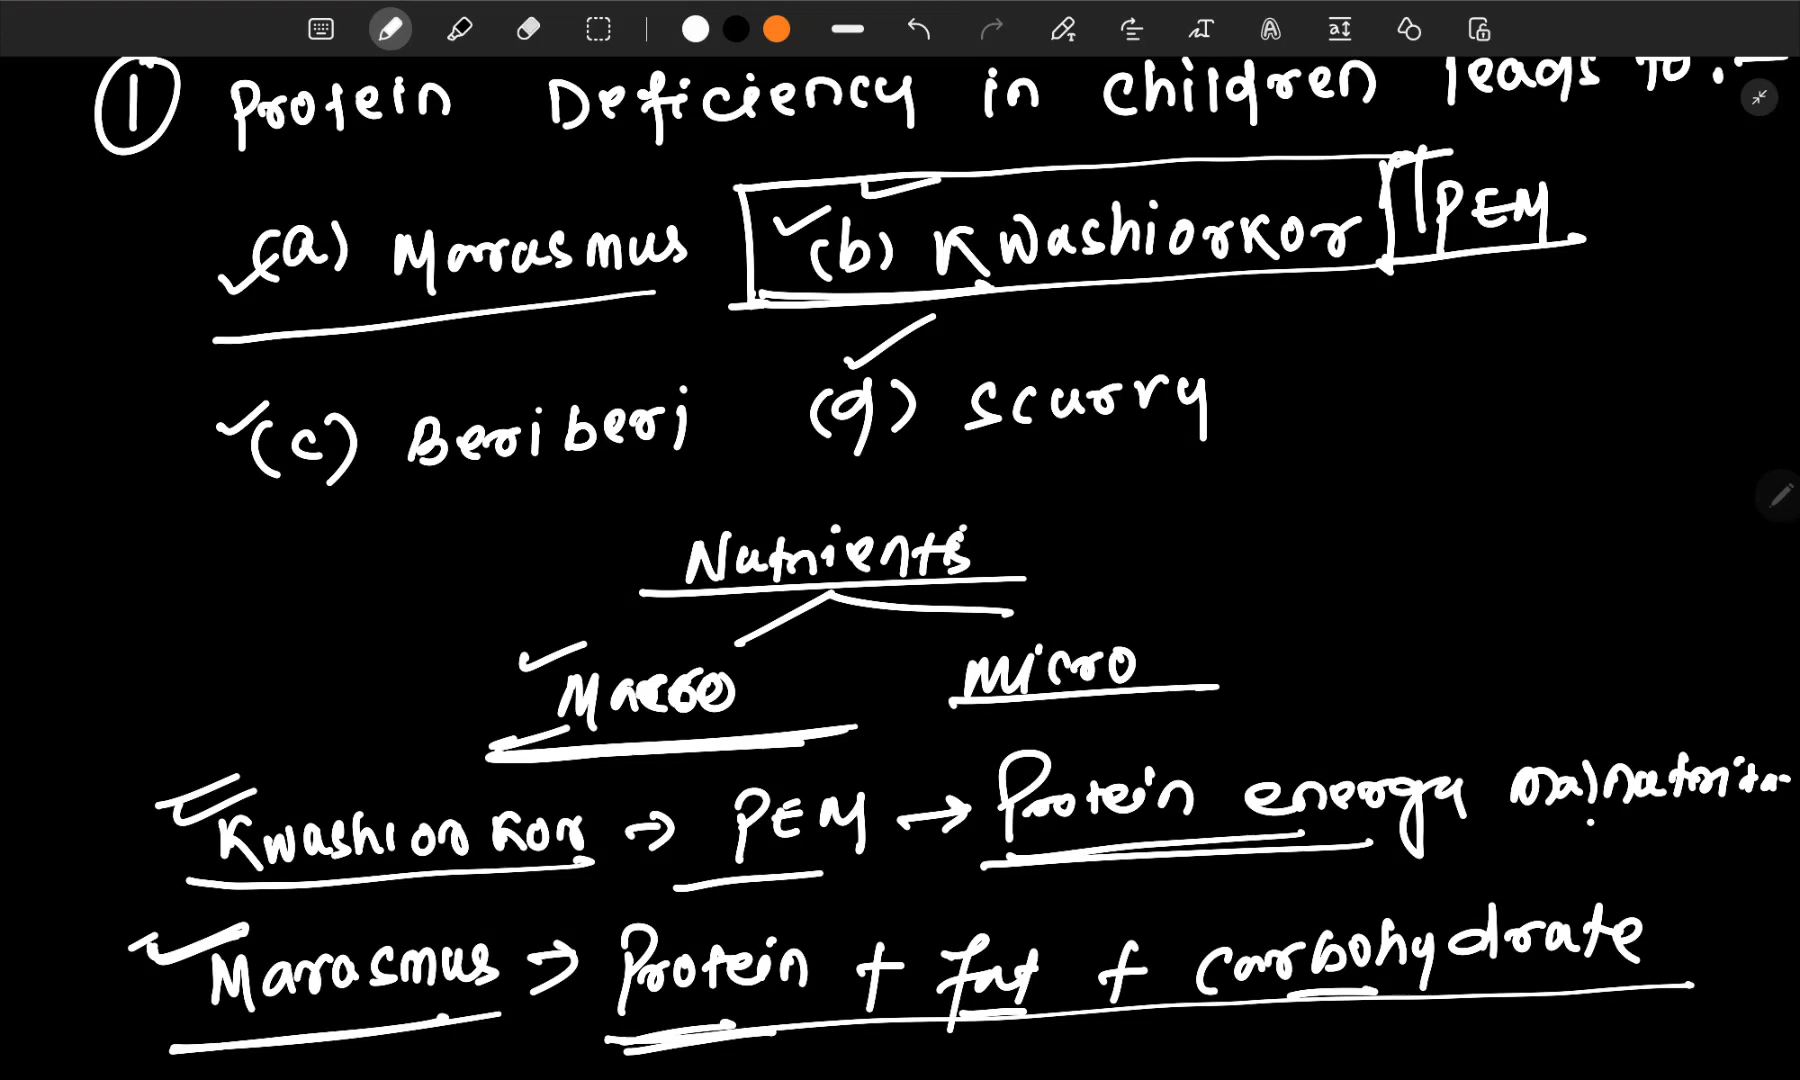 ① Protein Deficiency in children leads to :-
(a) Marasmus (b) Kwashiorkor PEM
(c) Beriberi (d) Scurvy
Nutrients
Macro Micro
Kwashiorkor → PEM → Protein energy malnutrition
Marasmus → Protein + fat + carbohydrate